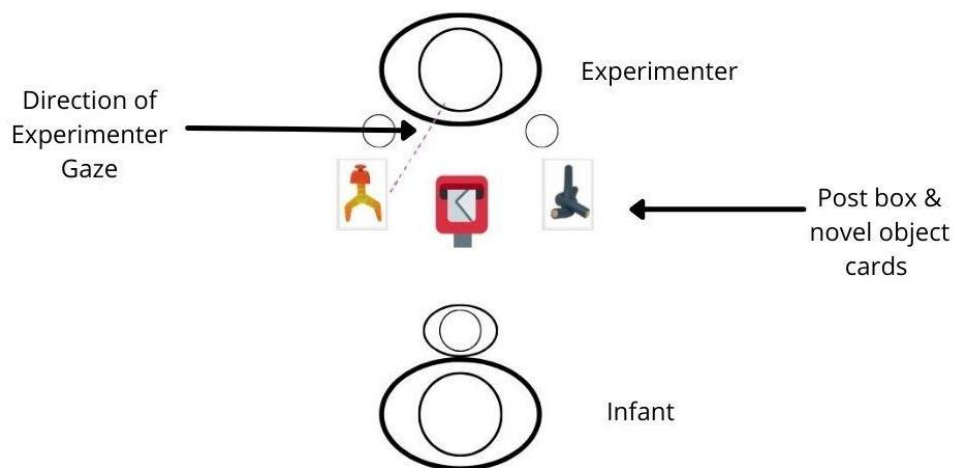 Experimenter
Direction of
Experimenter
Gaze
Post box &
novel object
cards
Infant